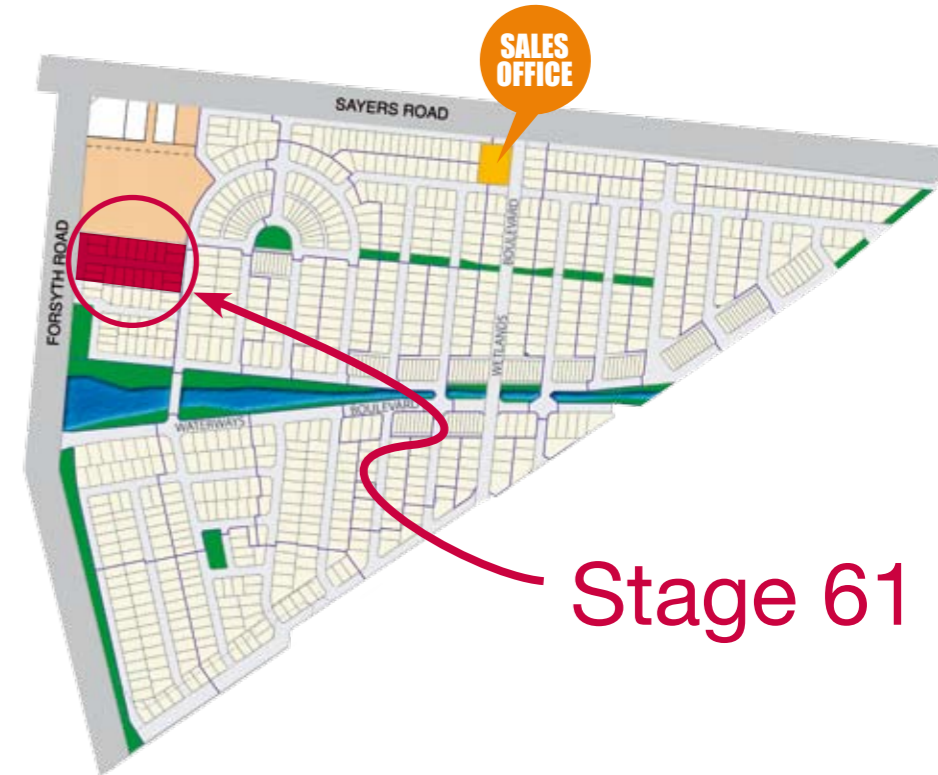 SALES
OFFICE
SAYERS ROAD
FORSYTH ROAD
BOULEVARD
WETLANDS
WATERWAYS
BOULEVARD
Stage 61